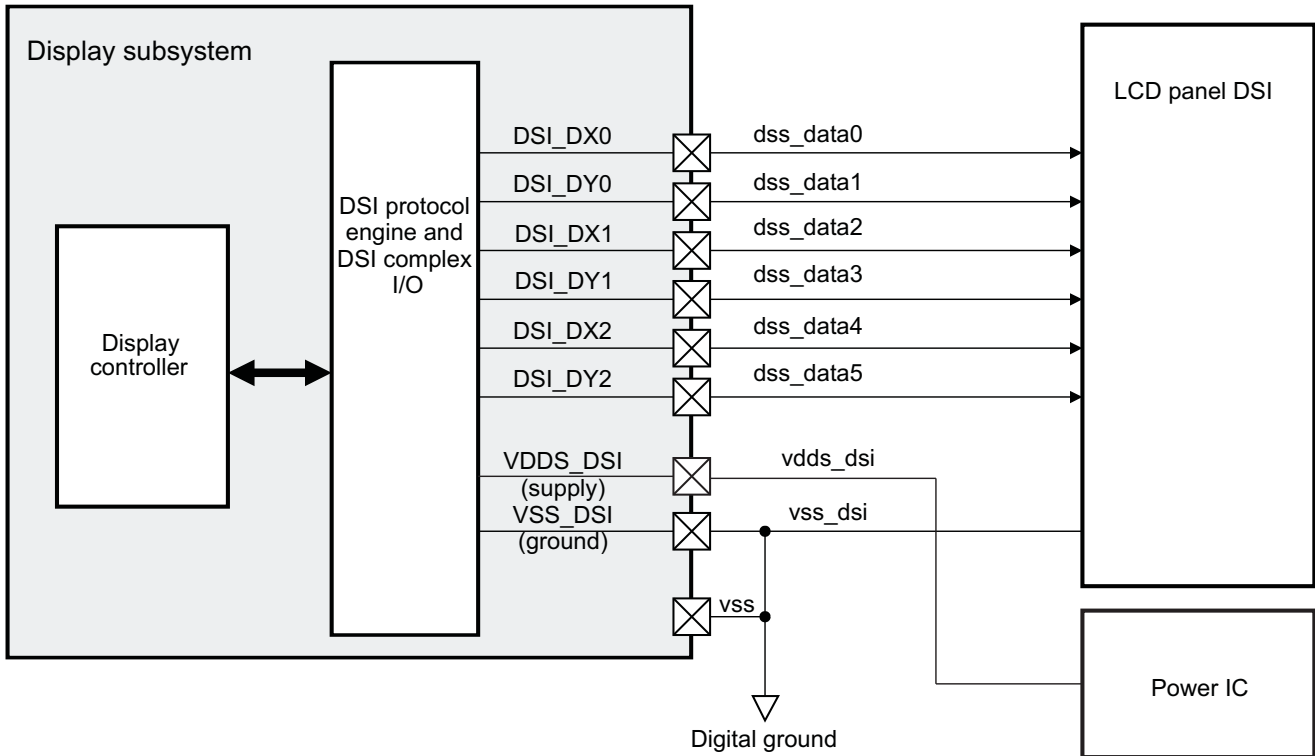 Display subsystem
LCD panel DSI
DSI_DX0
dss_data0
DSI_DY0
dss_data1
DSI protocol
engine and
DSI complex
I/O
DSI_DX1
dss_data2
DSI_DY1
dss_data3
Display
controller
DSI_DX2
dss_data4
DSI_DY2
dss_data5
VDDS_DSI
(supply)
vdds_dsi
VSS_DSI
(ground)
vss_dsi
vss
Power IC
Digital ground